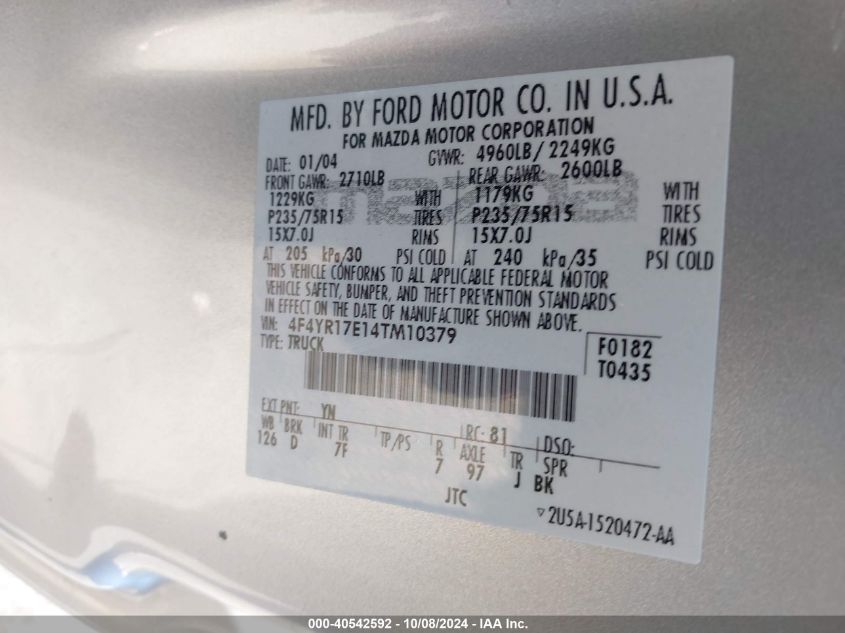 MFD. BY FORD MOTOR CO. IN U.S.A.
FOR MAZDA MOTOR CORPORATION
DATE: 01/04 GVWR: 4960LB/ 2249KG
FRONT GAWR: 2710LB REAR GAWR: 2600LB
1229KG WITH 1179KG WITH
P235/75R15 TIRES P235/75R15 TIRES
15X7.0J RIMS 15X7.0J RIMS
AT 205 kPa/30 PSI COLD AT 240 kPa/35 PSI COLD
THIS VEHICLE CONFORMS TO ALL APPLICABLE FEDERAL MOTOR
VEHICLE SAFETY, BUMPER, AND THEFT PREVENTION STANDARDS
IN EFFECT ON THE DATE OF MANUFACTURE SHOWN ABOVE.
VIN: 4F4YR17E14TM10379
TYPE: TRUCK
F0182
T0435
EXT PNT: YN RC: 81 DSO:
WB BRK INT TR TP/PS R AXLE TR SPR
126 D 7F 7 97 J BK
JTC
2U5A-1520472-AA
000-40542592 - 10/08/2024 - IAA Inc.